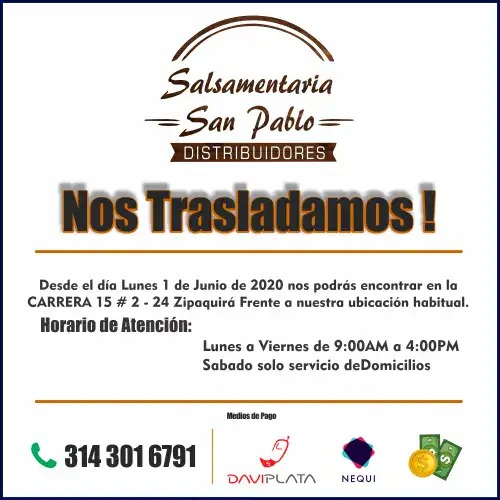 Salsamentaria
San Pablo
DISTRIBUIDORES
Nos Trasladamos !
Desde el día Lunes 1 de Junio de 2020 nos podrás encontrar en la
CARRERA 15 # 2 - 24 Zipaquirá Frente a nuestra ubicación habitual.
Horario de Atención:
Lunes a Viernes de 9:00AM a 4:00PM
Sabado solo servicio deDomicilios
Medios de Pago
314 301 6791
DAVIPLATA
NEQUI